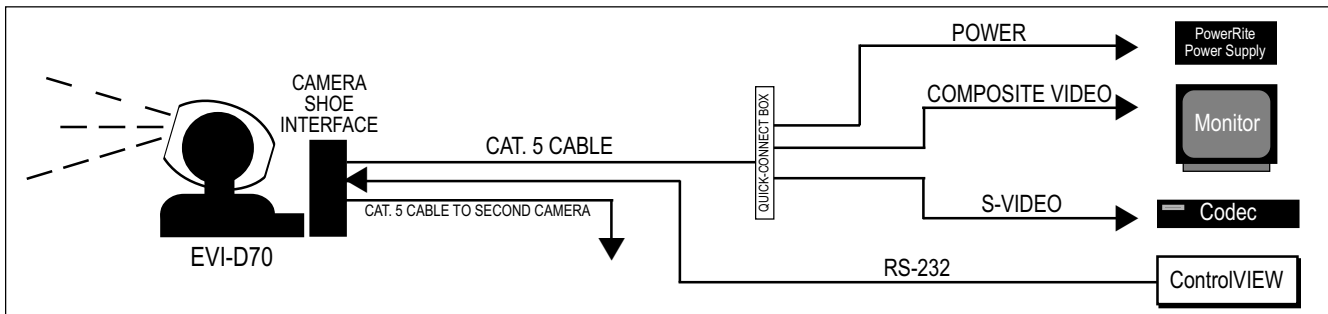 POWER
PowerRite
Power Supply
CAMERA
SHOE
INTERFACE
COMPOSITE VIDEO
Monitor
CAT. 5 CABLE
QUICK-CONNECT BOX
CAT. 5 CABLE TO SECOND CAMERA
S-VIDEO
Codec
EVI-D70
RS-232
ControlVIEW